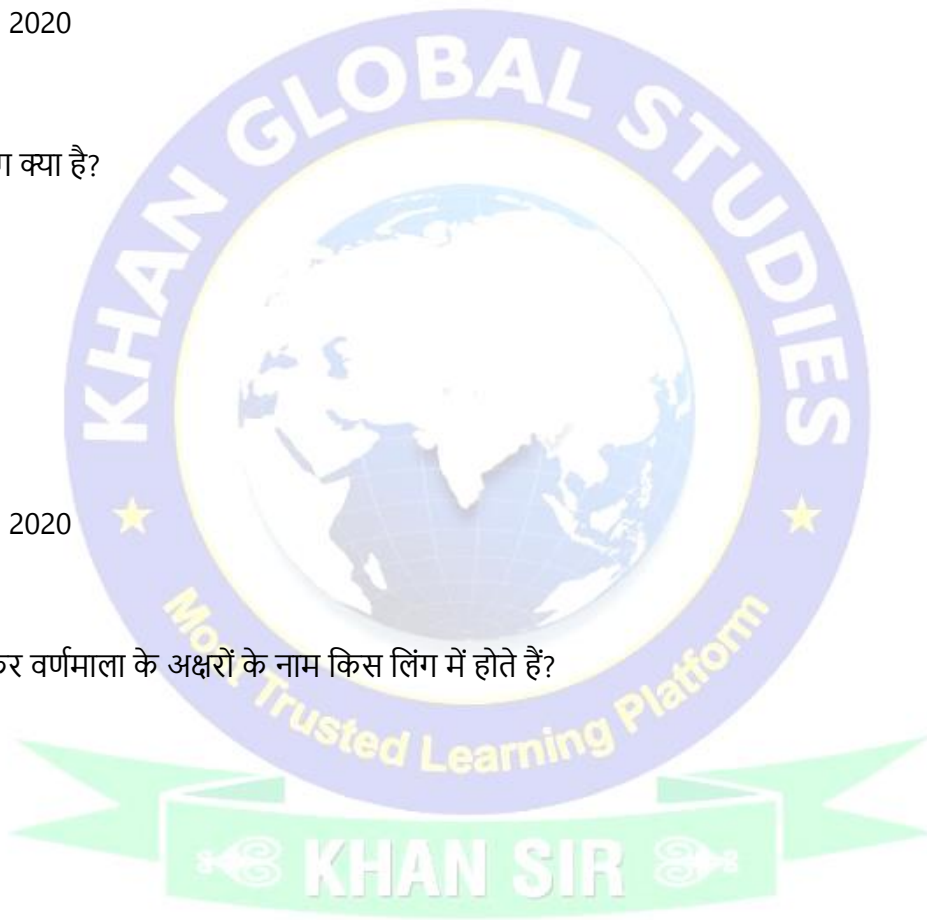 2020
KHAN GLOBAL STUDIES
क्या है?
2020
वर्णमाला के अक्षरों के नाम किस लिंग में होते हैं?
Most Trusted Learning Platform
KHAN SIR